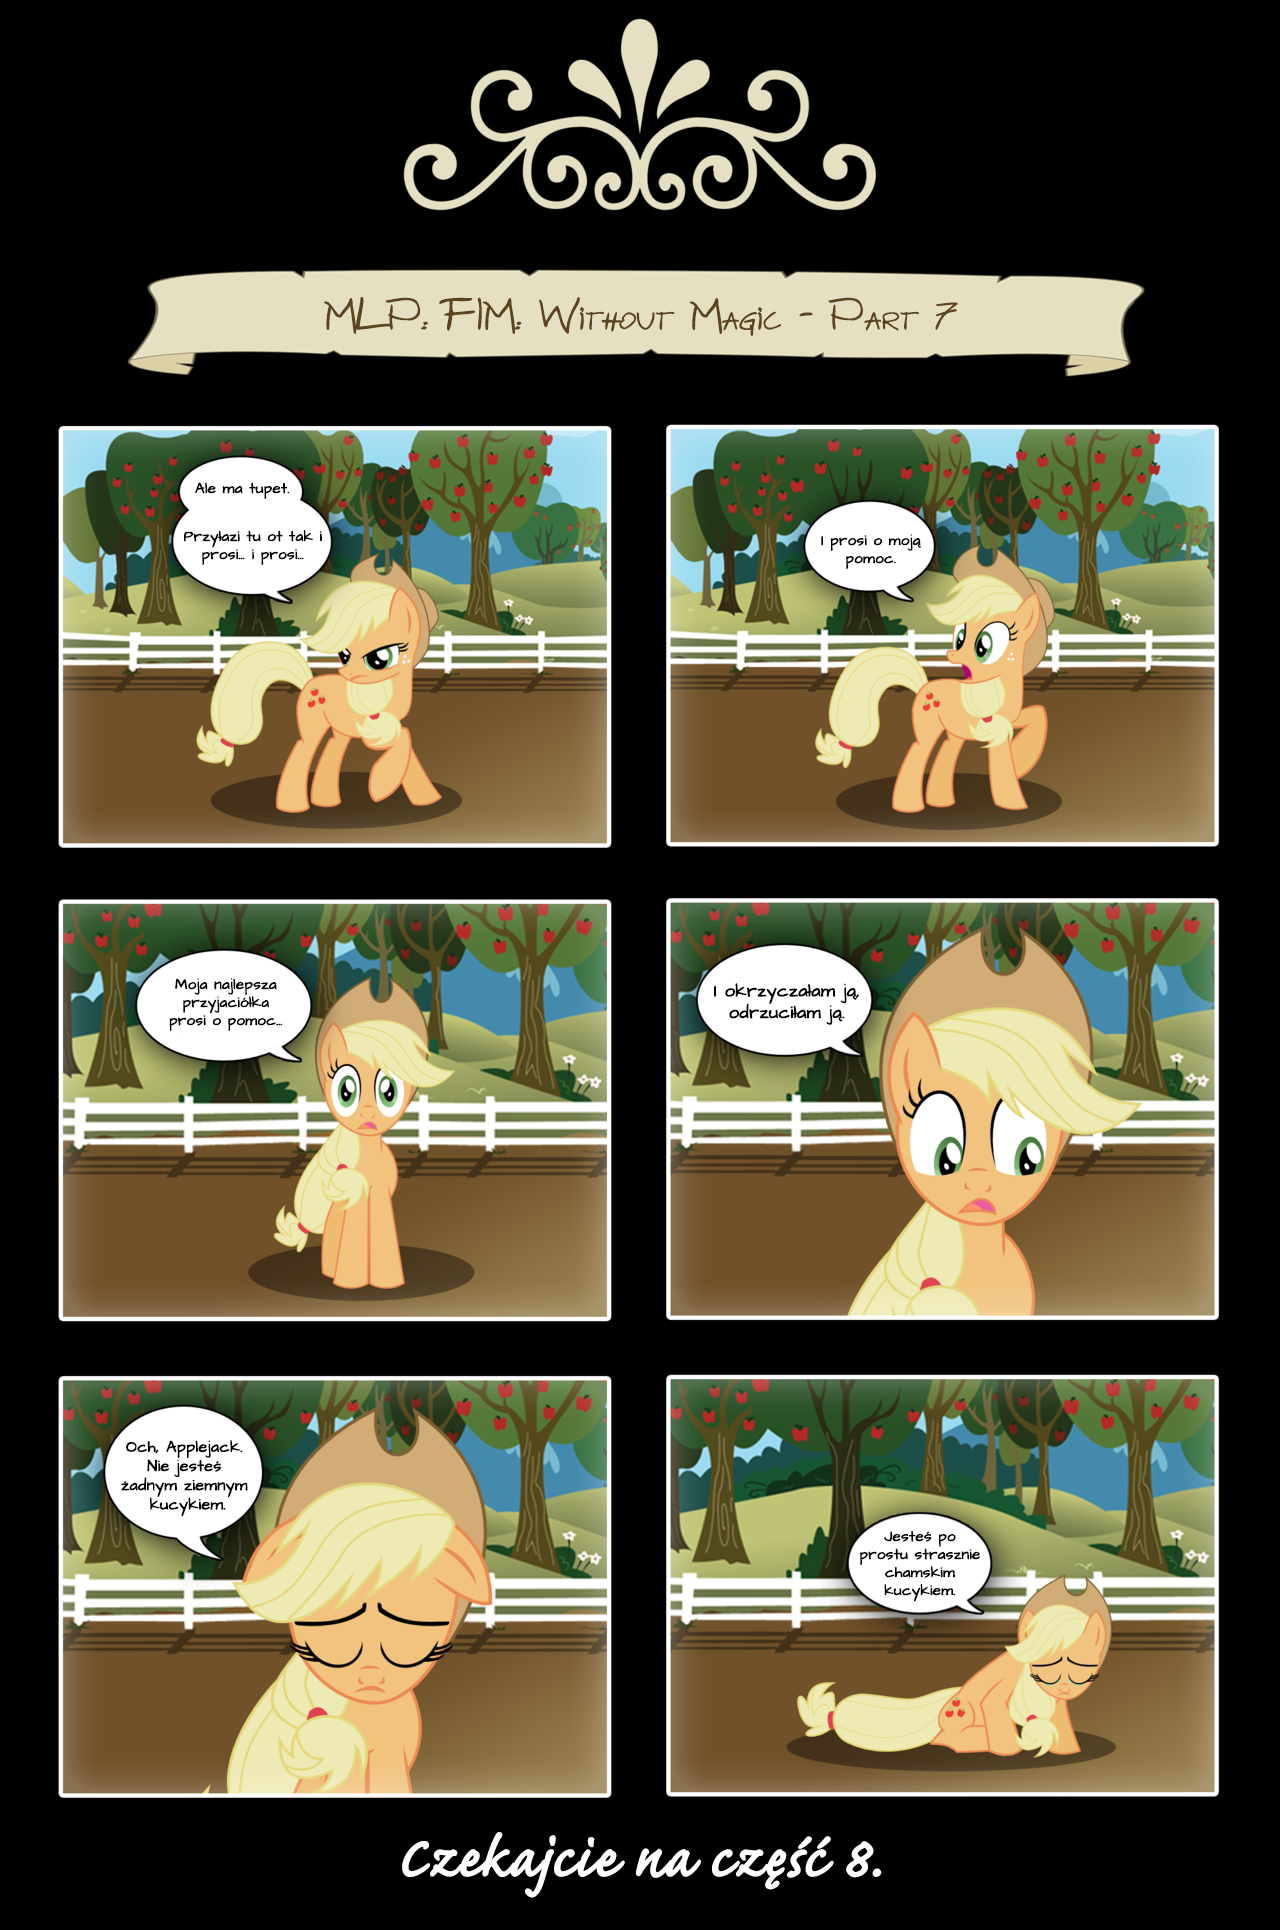 MLP: FIM: Without Magic - Part 7
Ale ma tupet.
Przyłazi tu ot tak i
prosi... i prosi...
I prosi o moją
pomoc.
Moja najlepsza
przyjaciółka
prosi o pomoc...
I okrzyczałam ją,
odrzuciłam ją.
Och, Applejack.
Nie jesteś
żadnym ziemnym
kucykiem.
Jesteś po
prostu strasznie
chamskim
kucykiem.
Czekajcie na część 8.